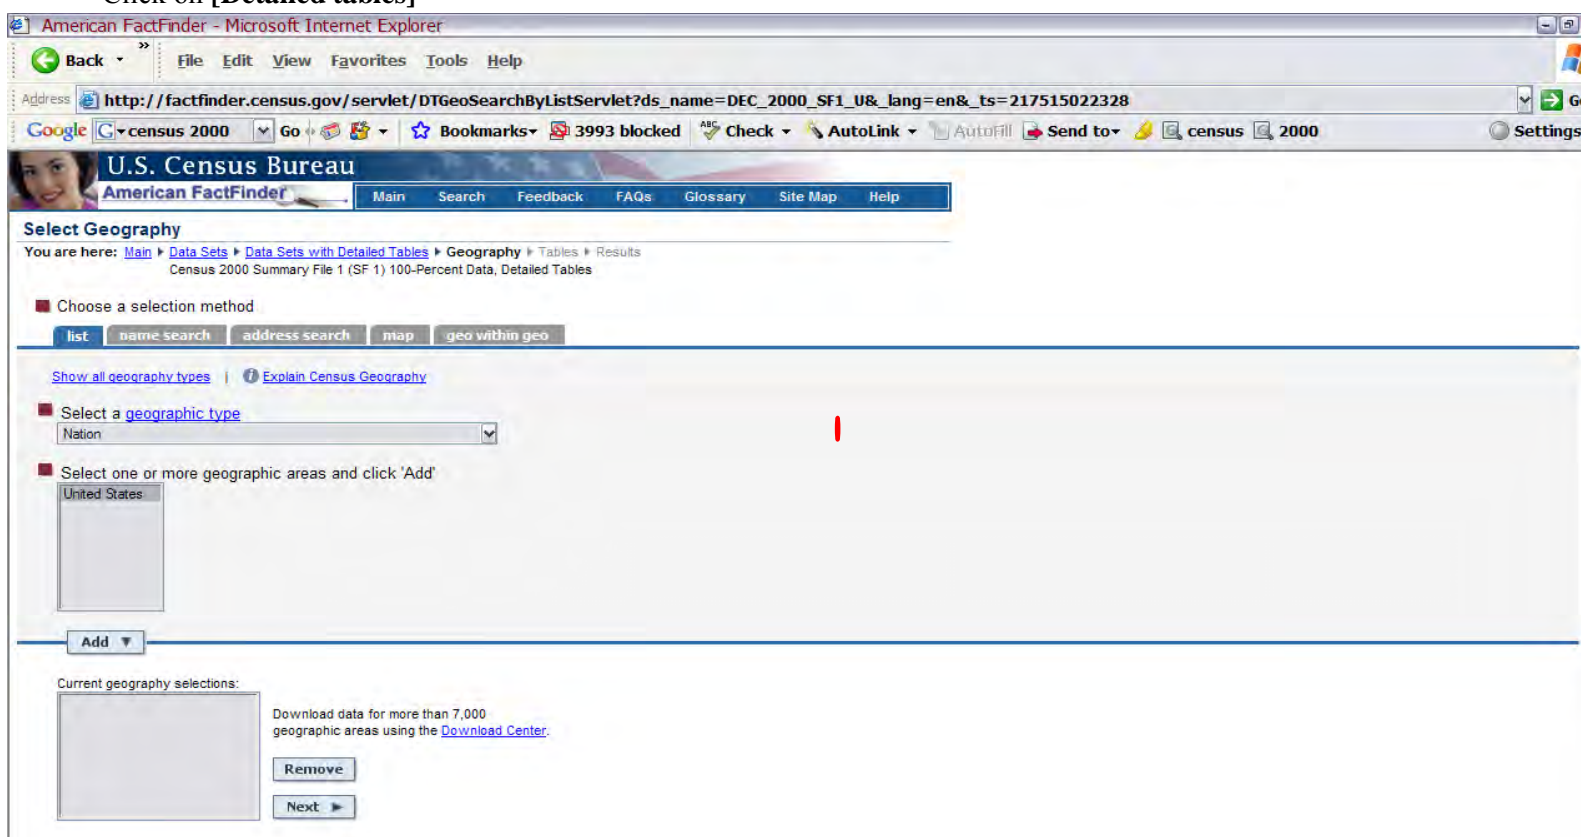 Click on [Detailed tables]
American FactFinder - Microsoft Internet Explorer
Back » File Edit View Favorites Tools Help
Address http://factfinder.census.gov/servlet/DTGeoSearchByListServlet?ds_name=DEC_2000_SF1_U&_lang=en&_ts=217515022328
Google G census 2000 Go Bookmarks 3993 blocked ABC Check AutoLink AutoFill Send to census 2000 Settings
U.S. Census Bureau
American FactFinder Main Search Feedback FAQs Glossary Site Map Help
Select Geography
You are here: Main Data Sets Data Sets with Detailed Tables Geography Tables Results
Census 2000 Summary File 1 (SF 1) 100-Percent Data, Detailed Tables
Choose a selection method
list name search address search map geo within geo
Show all geography types | Explain Census Geography
Select a geographic type
Nation
Select one or more geographic areas and click 'Add'
United States
Add
Current geography selections:
Download data for more than 7,000
geographic areas using the Download Center.
Remove
Next